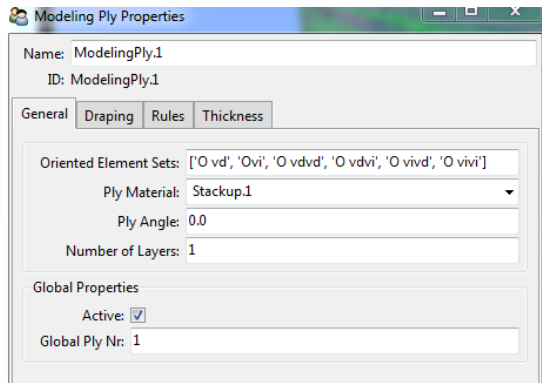 Modeling Ply Properties
Name: ModelingPly.1
ID: ModelingPly.1
General Draping Rules Thickness
Oriented Element Sets: ['O vd', 'Ovi', 'O vdvd', 'O vdvi', 'O vivd', 'O vivi']
Ply Material: Stackup.1
Ply Angle: 0.0
Number of Layers: 1
Global Properties
Active:
Global Ply Nr: 1